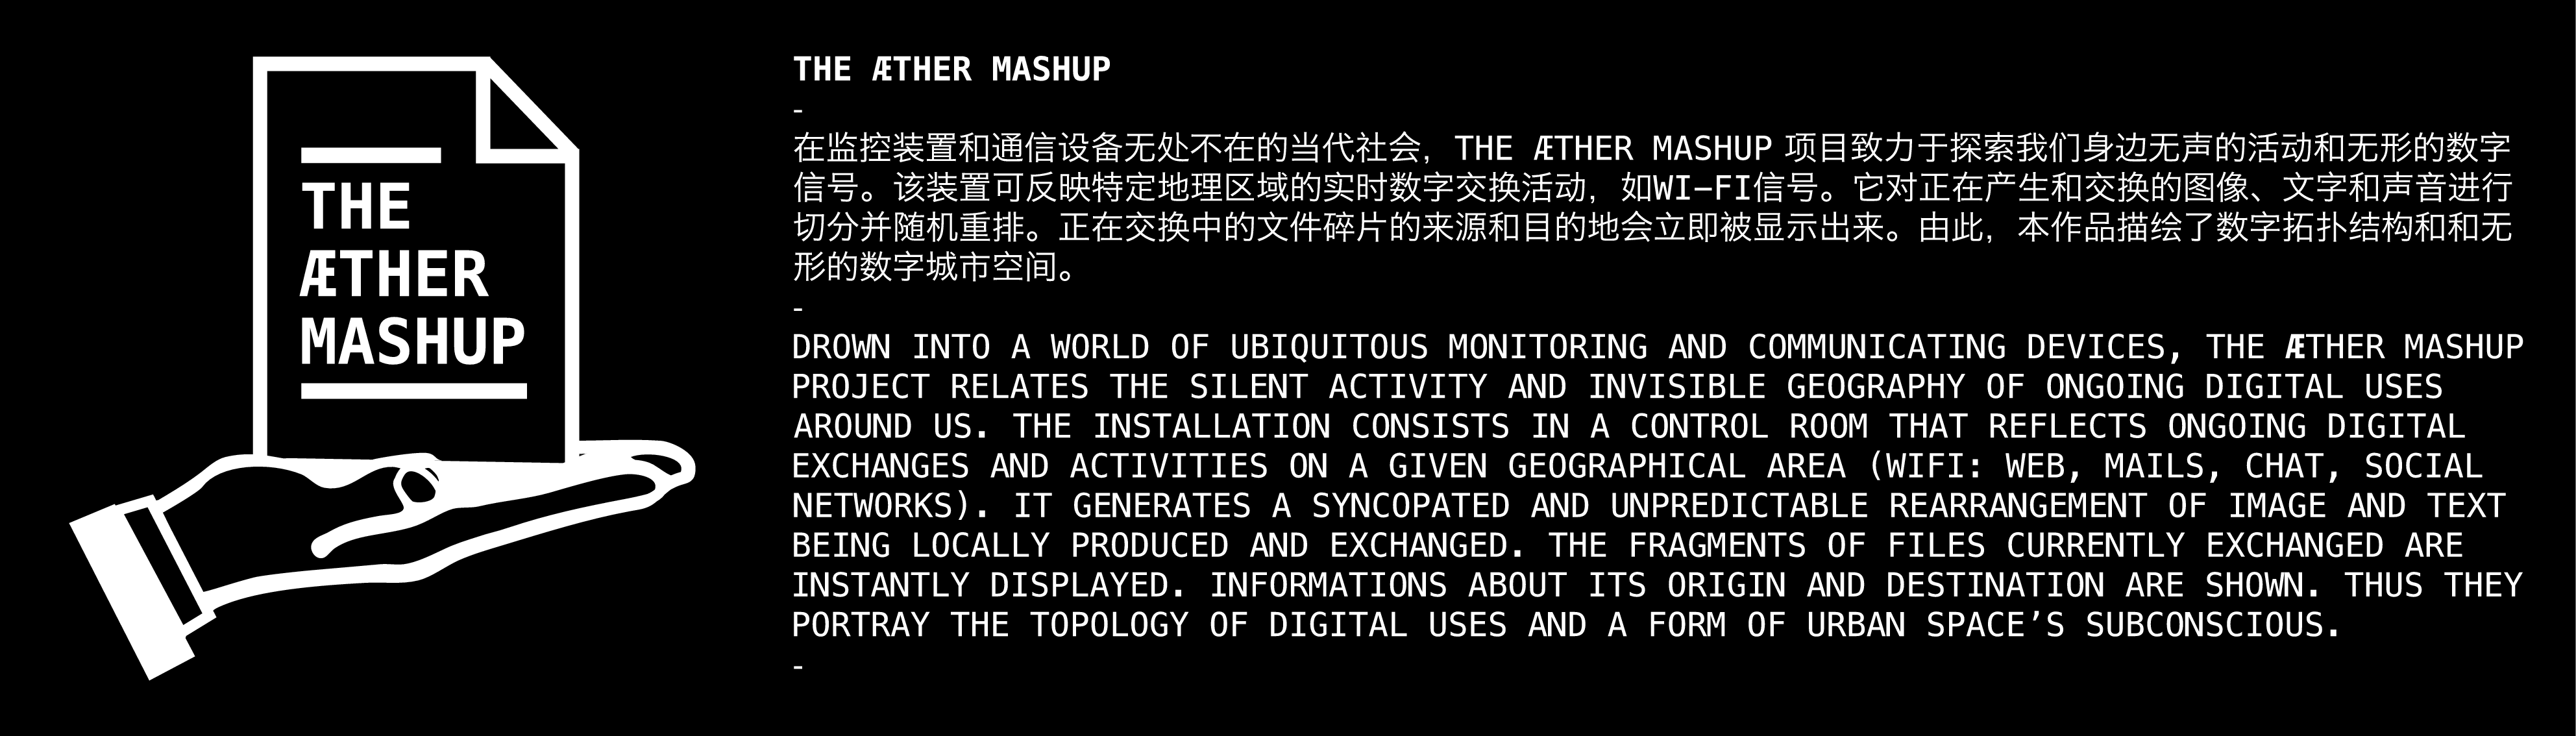 THE
ÆTHER
MASHUP
THE ÆTHER MASHUP
-
在监控装置和通信设备无处不在的当代社会, THE ÆTHER MASHUP 项目致力于探索我们身边无声的活动和无形的数字
信号。该装置可反映特定地理区域的实时数字交换活动, 如WI-FI信号。它对正在产生和交换的图像、文字和声音进行
切分并随机重排。正在交换中的文件碎片的来源和目的地会立即被显示出来。由此, 本作品描绘了数字拓扑结构和和无
形的数字城市空间。
-
DROWN INTO A WORLD OF UBIQUITOUS MONITORING AND COMMUNICATING DEVICES, THE ÆTHER MASHUP
PROJECT RELATES THE SILENT ACTIVITY AND INVISIBLE GEOGRAPHY OF ONGOING DIGITAL USES
AROUND US. THE INSTALLATION CONSISTS IN A CONTROL ROOM THAT REFLECTS ONGOING DIGITAL
EXCHANGES AND ACTIVITIES ON A GIVEN GEOGRAPHICAL AREA (WIFI: WEB, MAILS, CHAT, SOCIAL
NETWORKS). IT GENERATES A SYNCOPATED AND UNPREDICTABLE REARRANGEMENT OF IMAGE AND TEXT
BEING LOCALLY PRODUCED AND EXCHANGED. THE FRAGMENTS OF FILES CURRENTLY EXCHANGED ARE
INSTANTLY DISPLAYED. INFORMATIONS ABOUT ITS ORIGIN AND DESTINATION ARE SHOWN. THUS THEY
PORTRAY THE TOPOLOGY OF DIGITAL USES AND A FORM OF URBAN SPACE’S SUBCONSCIOUS.
-